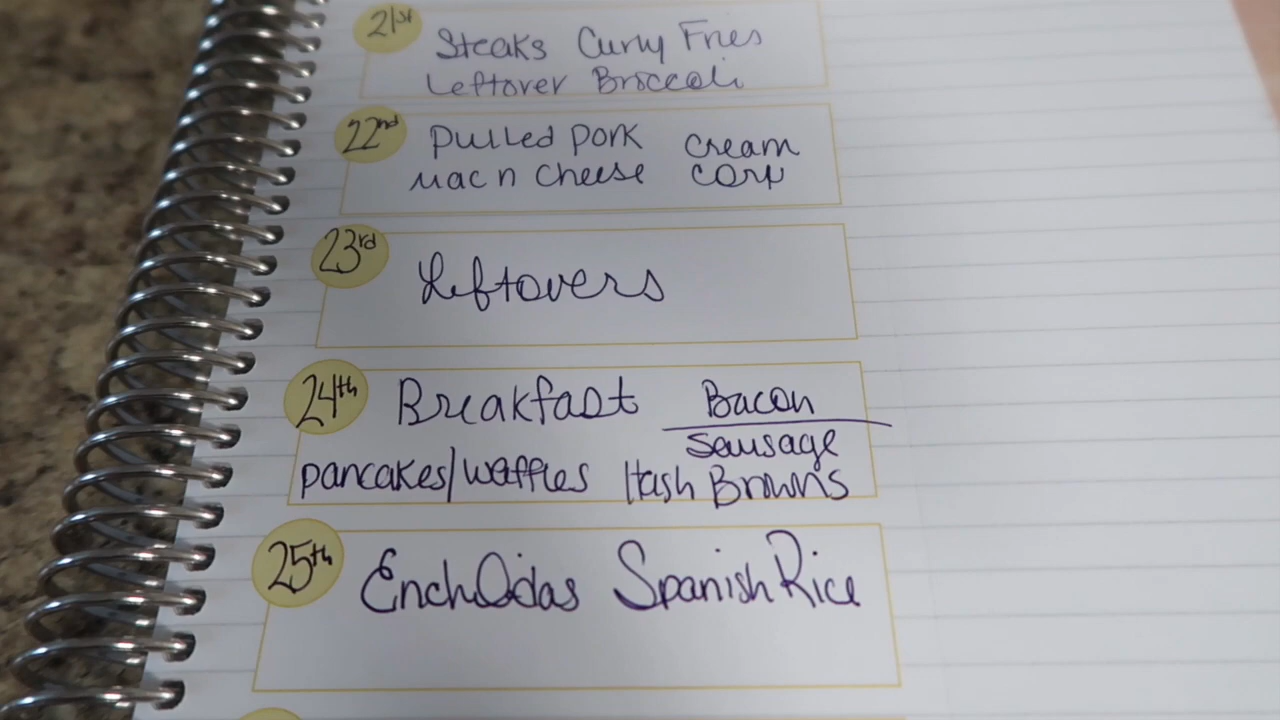 21st
Steaks Curly Fries
Leftover Broccoli
22nd
Pulled Pork
Mac n Cheese
Cream
Corn
23rd
Leftovers
24th
Breakfast
Bacon
Sausage
pancakes/waffles Hash Browns
25th
Spanish Rice